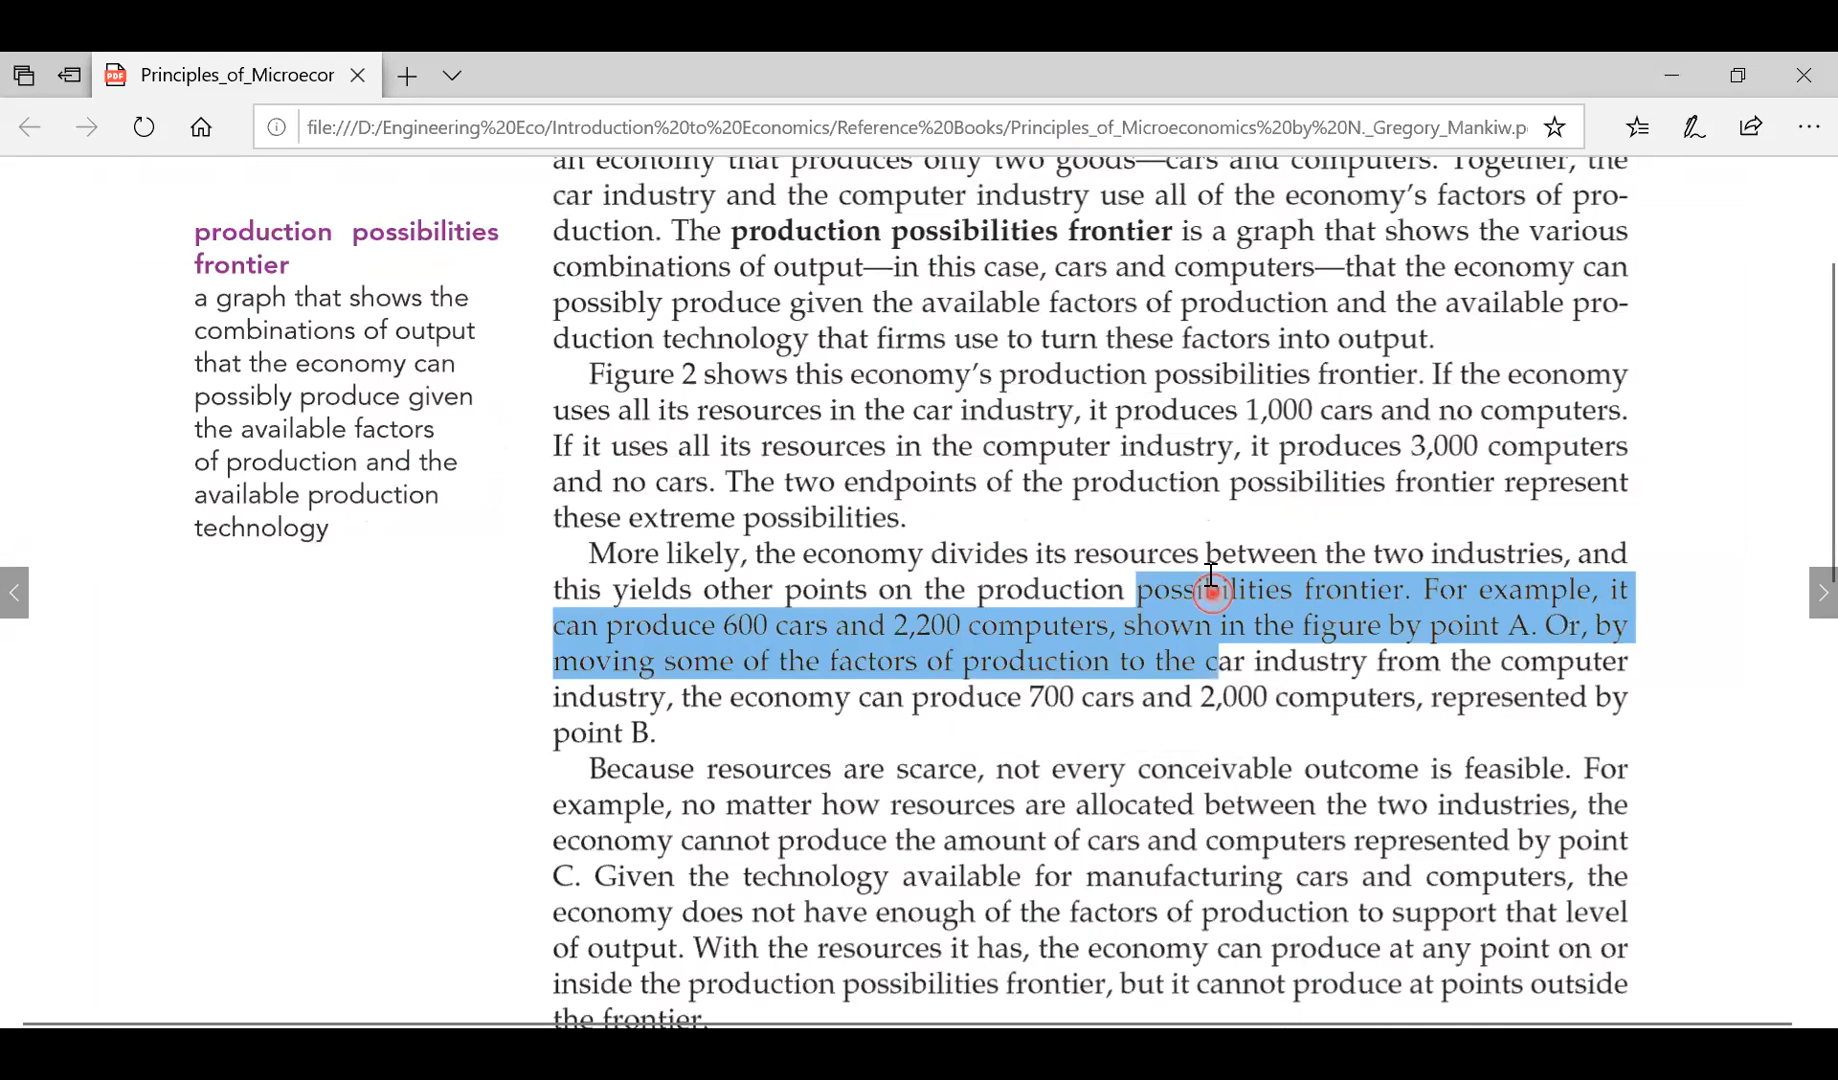 Principles_of_Microecor
file:///D:/Engineering%20Eco/Introduction%20to%20Economics/Reference%20Books/Principles_of_Microeconomics%20by%20N._Gregory_Mankiw.p
production possibilities
frontier
a graph that shows the
combinations of output
that the economy can
possibly produce given
the available factors
of production and the
available production
technology
an economy that produces only two goods—cars and computers. Together, the
car industry and the computer industry use all of the economy's factors of pro-
duction. The production possibilities frontier is a graph that shows the various
combinations of output—in this case, cars and computers—that the economy can
possibly produce given the available factors of production and the available pro-
duction technology that firms use to turn these factors into output.
Figure 2 shows this economy's production possibilities frontier. If the economy
uses all its resources in the car industry, it produces 1,000 cars and no computers.
If it uses all its resources in the computer industry, it produces 3,000 computers
and no cars. The two endpoints of the production possibilities frontier represent
these extreme possibilities.
More likely, the economy divides its resources between the two industries, and
this yields other points on the production possibilities frontier. For example, it
can produce 600 cars and 2,200 computers, shown in the figure by point A. Or, by
moving some of the factors of production to the car industry from the computer
industry, the economy can produce 700 cars and 2,000 computers, represented by
point B.
Because resources are scarce, not every conceivable outcome is feasible. For
example, no matter how resources are allocated between the two industries, the
economy cannot produce the amount of cars and computers represented by point
C. Given the technology available for manufacturing cars and computers, the
economy does not have enough of the factors of production to support that level
of output. With the resources it has, the economy can produce at any point on or
inside the production possibilities frontier, but it cannot produce at points outside
the frontier.